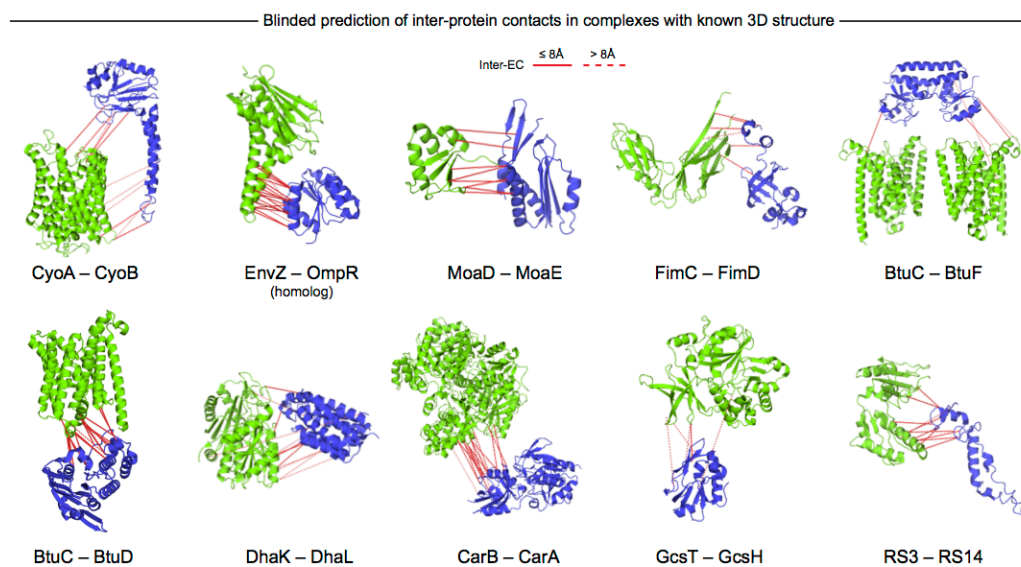 Blinded prediction of inter-protein contacts in complexes with known 3D structure
≤ 8Å > 8Å
Inter-EC
CyoA – CyoB
EnvZ – OmpR
(homolog)
MoaD – MoaE
FimC – FimD
BtuC – BtuF
BtuC – BtuD
DhaK – DhaL
CarB – CarA
GcsT – GcsH
RS3 – RS14